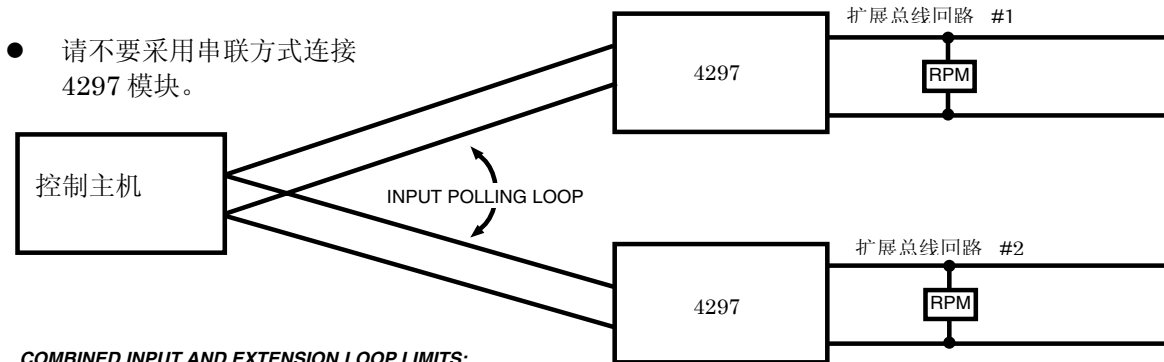 扩展总线回路 #1
● 请不要采用串联方式连接
4297 模块。
4297
RPM
控制主机
INPUT POLLING LOOP
扩展总线回路 #2
4297
RPM
COMBINED INPUT AND EXTENSION LOOP LIMITS: